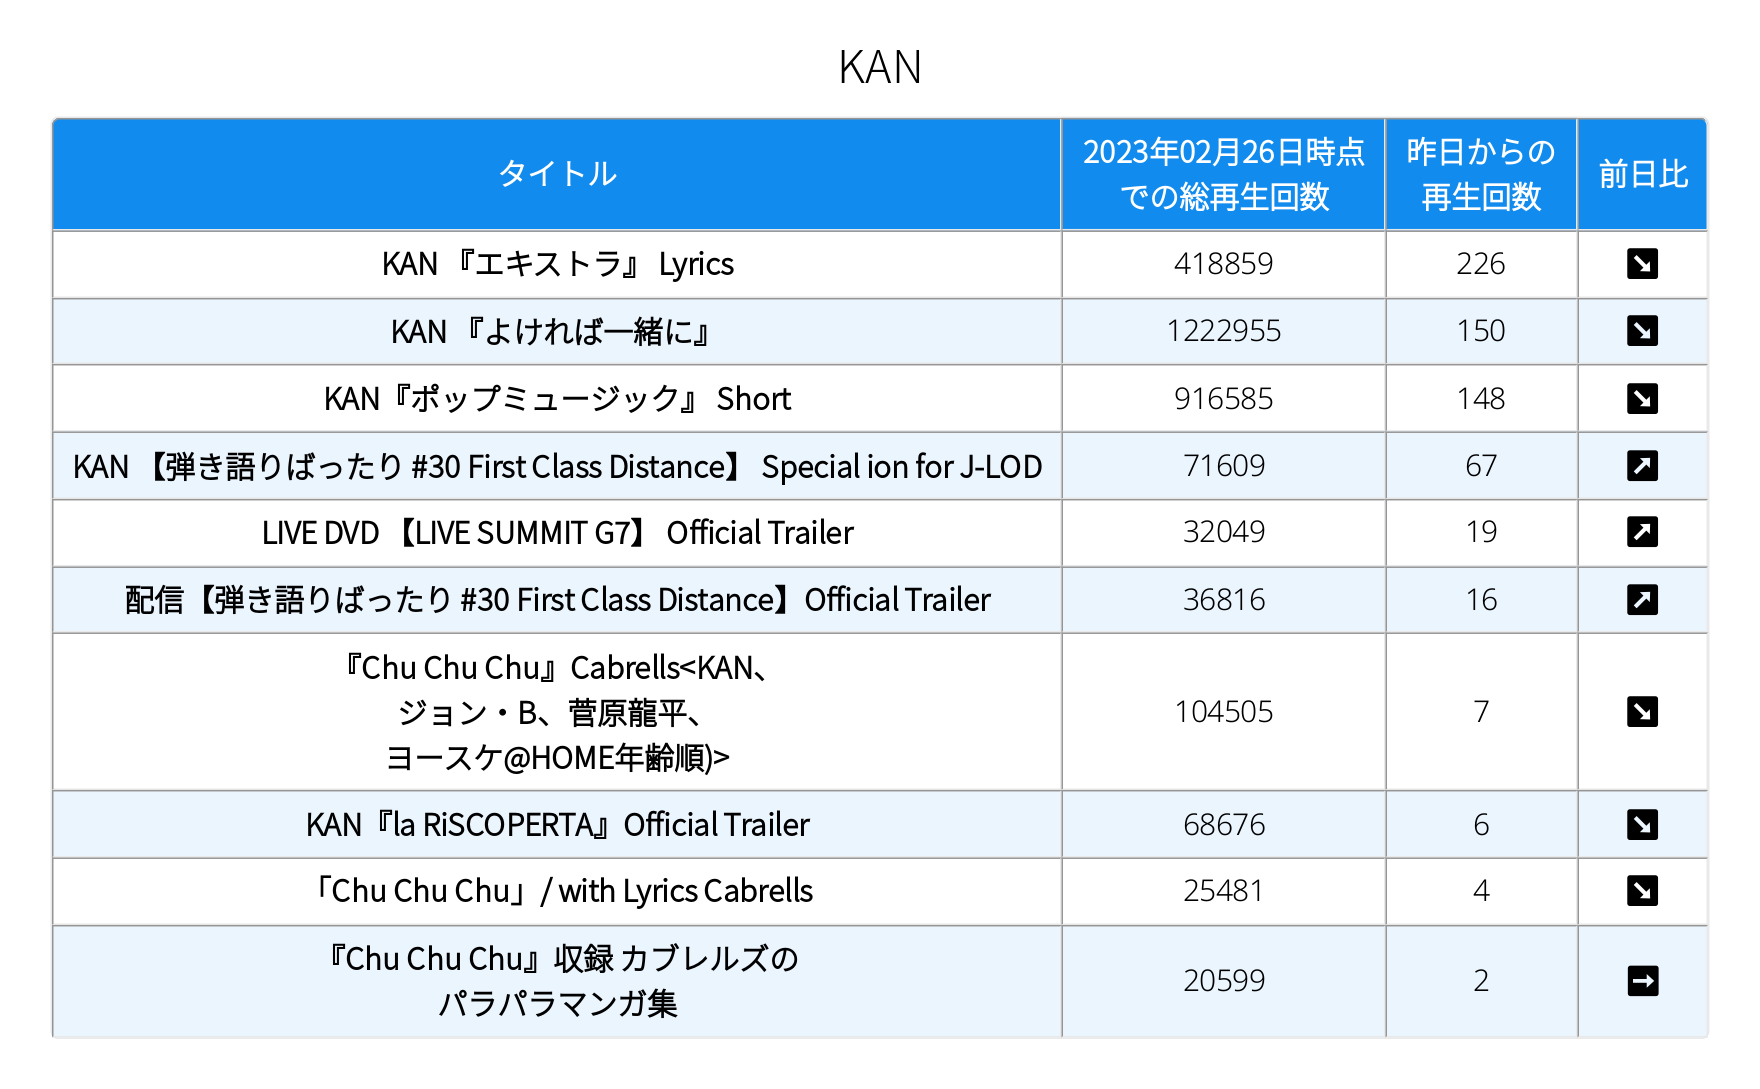 KAN
タイトル
2023年02月26日時点
での総再生回数
昨日からの
再生回数
前日比
KAN 『エキストラ』 Lyrics
418859
226
KAN 『よければ一緒に』
1222955
150
KAN『ポップミュージック』 Short
916585
148
KAN 【弾き語りばったり #30 First Class Distance】 Special ion for J-LOD
71609
67
LIVE DVD 【LIVE SUMMIT G7】 Official Trailer
32049
19
配信【弾き語りばったり #30 First Class Distance】Official Trailer
36816
16
『Chu Chu Chu』Cabrells<KAN、
ジョン・B、菅原龍平、
ヨースケ@HOME年齢順)>
104505
7
KAN『la RiSCOPERTA』Official Trailer
68676
6
「Chu Chu Chu」/ with Lyrics Cabrells
25481
4
『Chu Chu Chu』収録 カブレルズの
パラパラマンガ集
20599
2